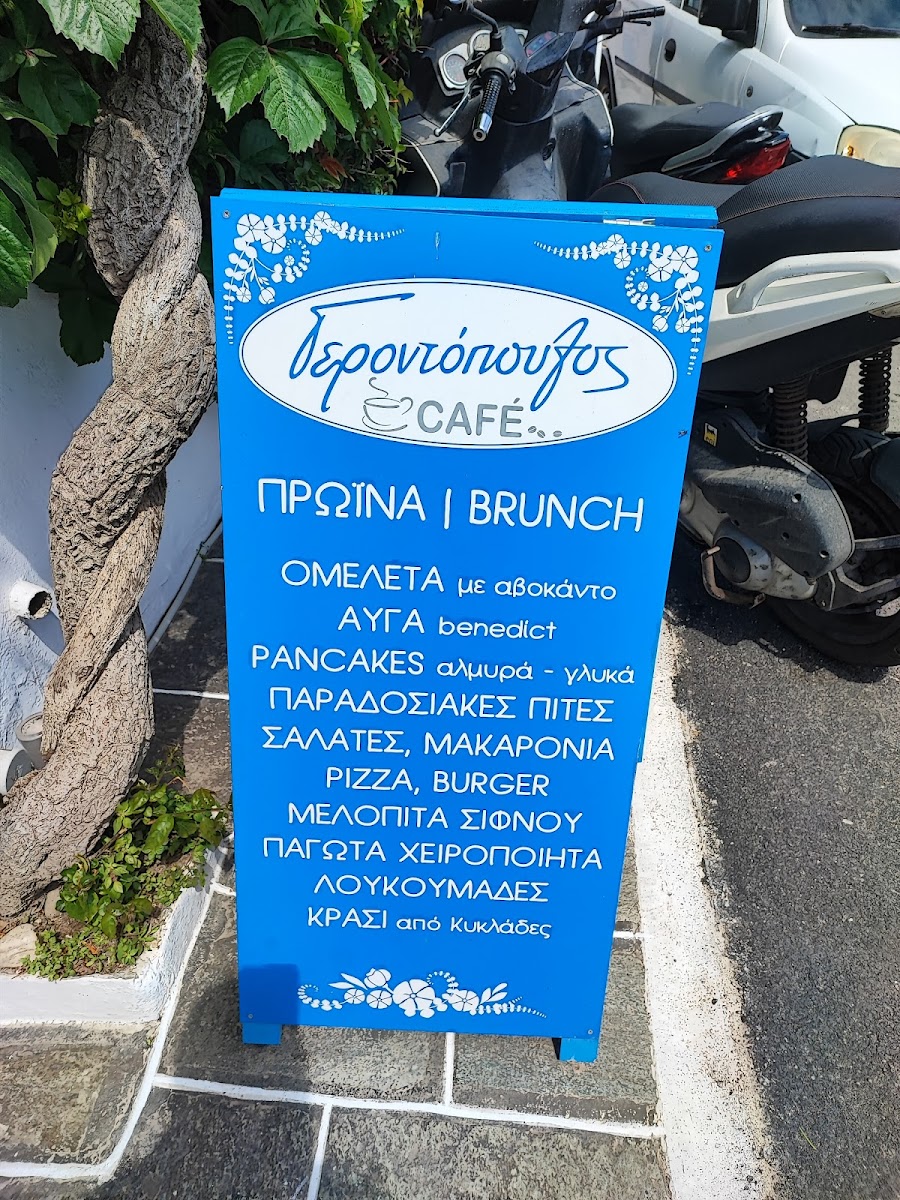 Γεροντόπουλος
CAFÉ...
ΠΡΩΪΝΑ | BRUNCH
ΟΜΕΛΕΤΑ με αβοκάντο
ΑΥΓΑ benedict
PANCAKES αλμυρά - γλυκά
ΠΑΡΑΔΟΣΙΑΚΕΣ ΠΙΤΕΣ
ΣΑΛΑΤΕΣ, ΜΑΚΑΡΟΝΙΑ
PIZZA, BURGER
ΜΕΛΟΠΙΤΑ ΣΙΦΝΟΥ
ΠΑΓΩΤΑ ΧΕΙΡΟΠΟΙΗΤΑ
ΛΟΥΚΟΥΜΑΔΕΣ
ΚΡΑΣΙ από Κυκλάδες